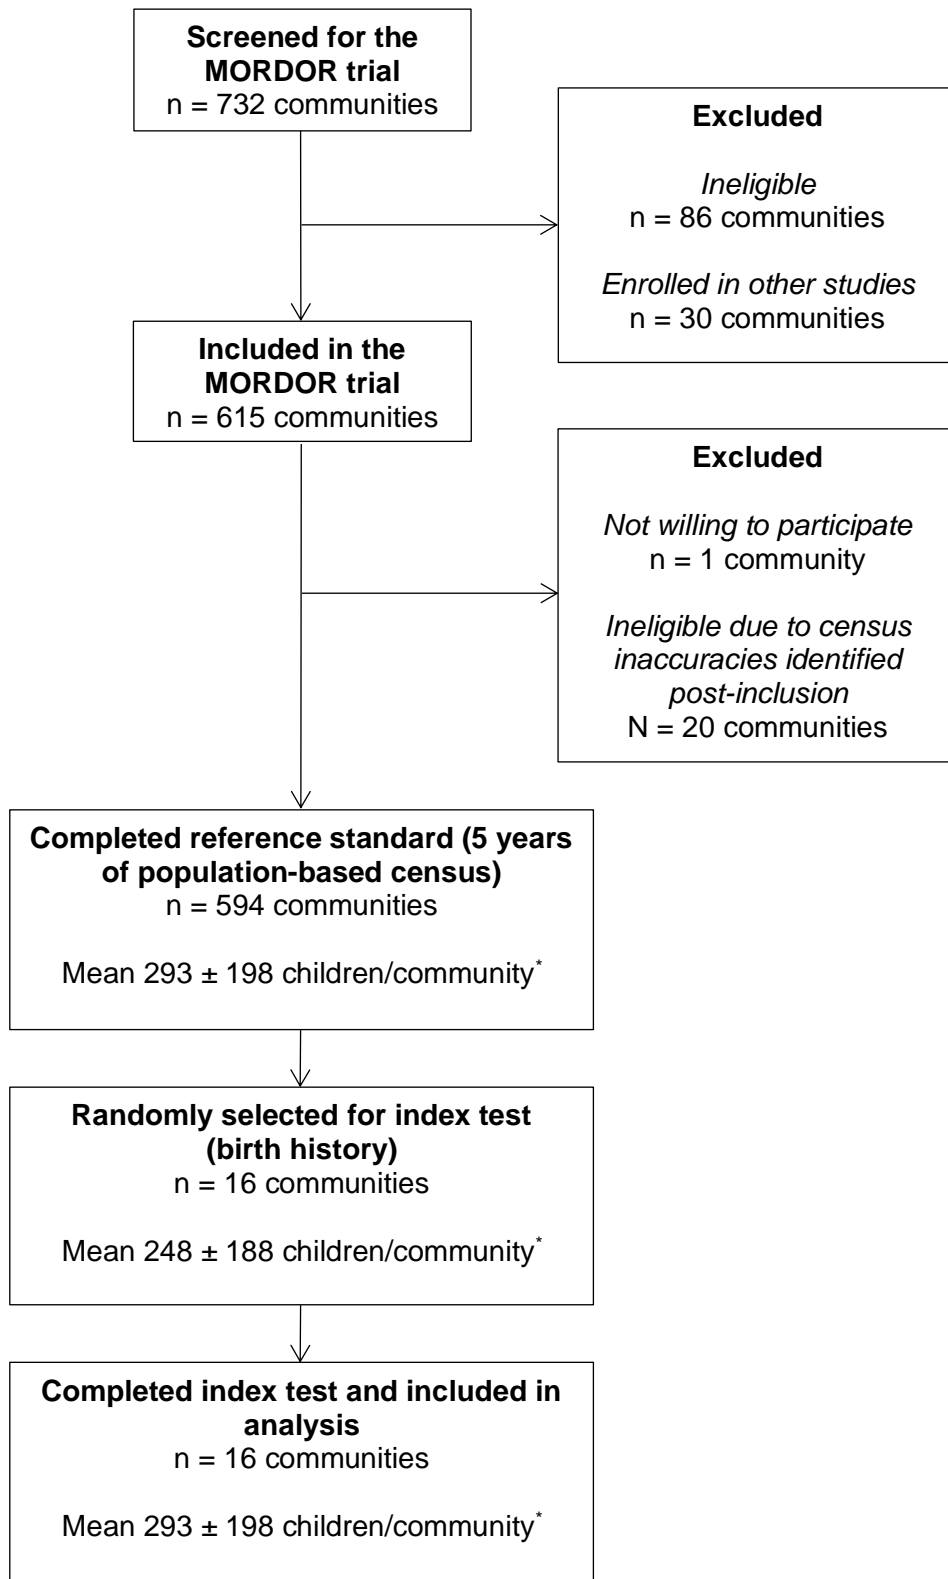 Screened for the
MORDOR trial
n = 732 communities
Excluded
Ineligible
n = 86 communities
Enrolled in other studies
n = 30 communities
Included in the
MORDOR trial
n = 615 communities
Excluded
Not willing to participate
n = 1 community
Ineligible due to census
inaccuracies identified
post-inclusion
N = 20 communities
Completed reference standard (5 years
of population-based census)
n = 594 communities
Mean 293 ± 198 children/community*
Randomly selected for index test
(birth history)
n = 16 communities
Mean 248 ± 188 children/community*
Completed index test and included in
analysis
n = 16 communities
Mean 293 ± 198 children/community*